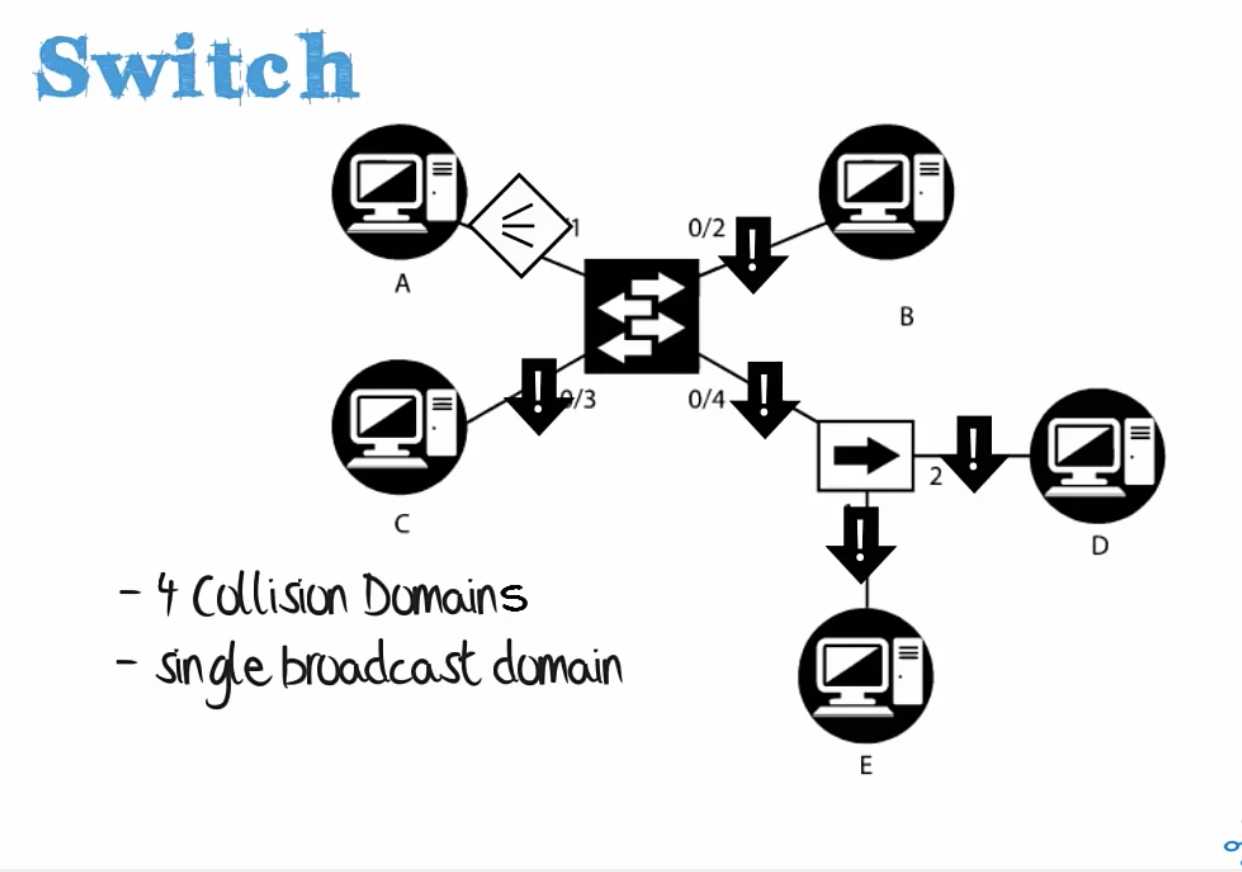 Switch
/1
0/2
A
B
0/3
0/4
2
C
D
- 4 Collision Domains
- single broadcast domain
E